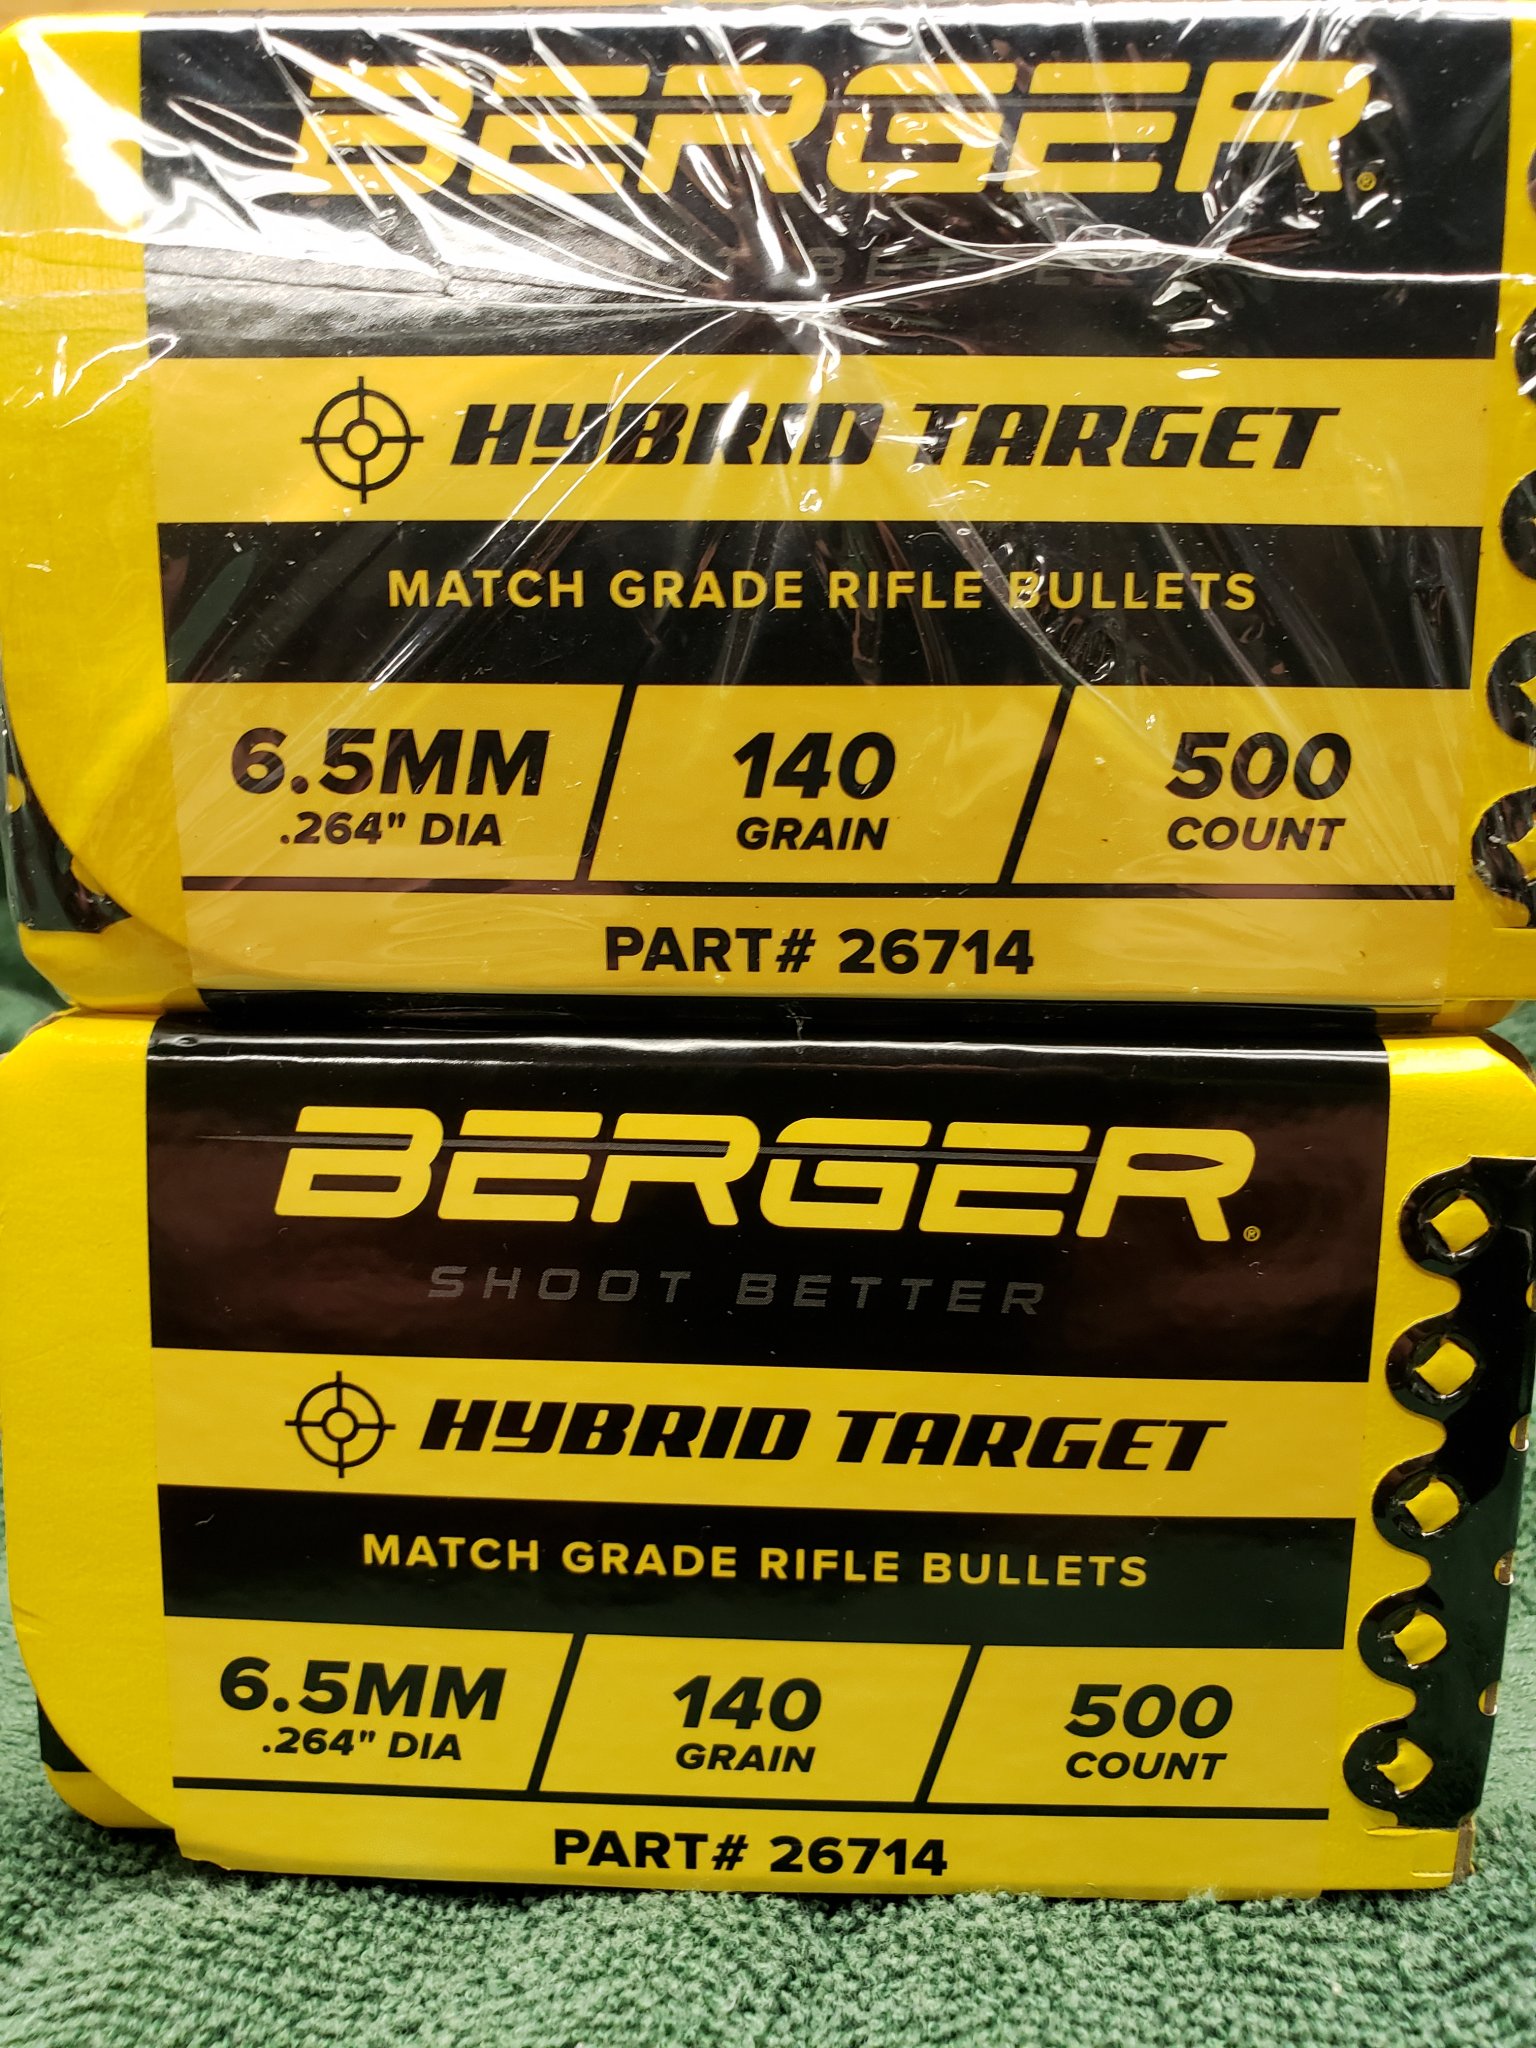 BERGER®
HYBRID TARGET
MATCH GRADE RIFLE BULLETS
6.5MM 140 500
.264" DIA GRAIN COUNT
PART# 26714
BERGER®
SHOOT BETTER
HYBRID TARGET
MATCH GRADE RIFLE BULLETS
6.5MM 140 500
.264" DIA GRAIN COUNT
PART# 26714